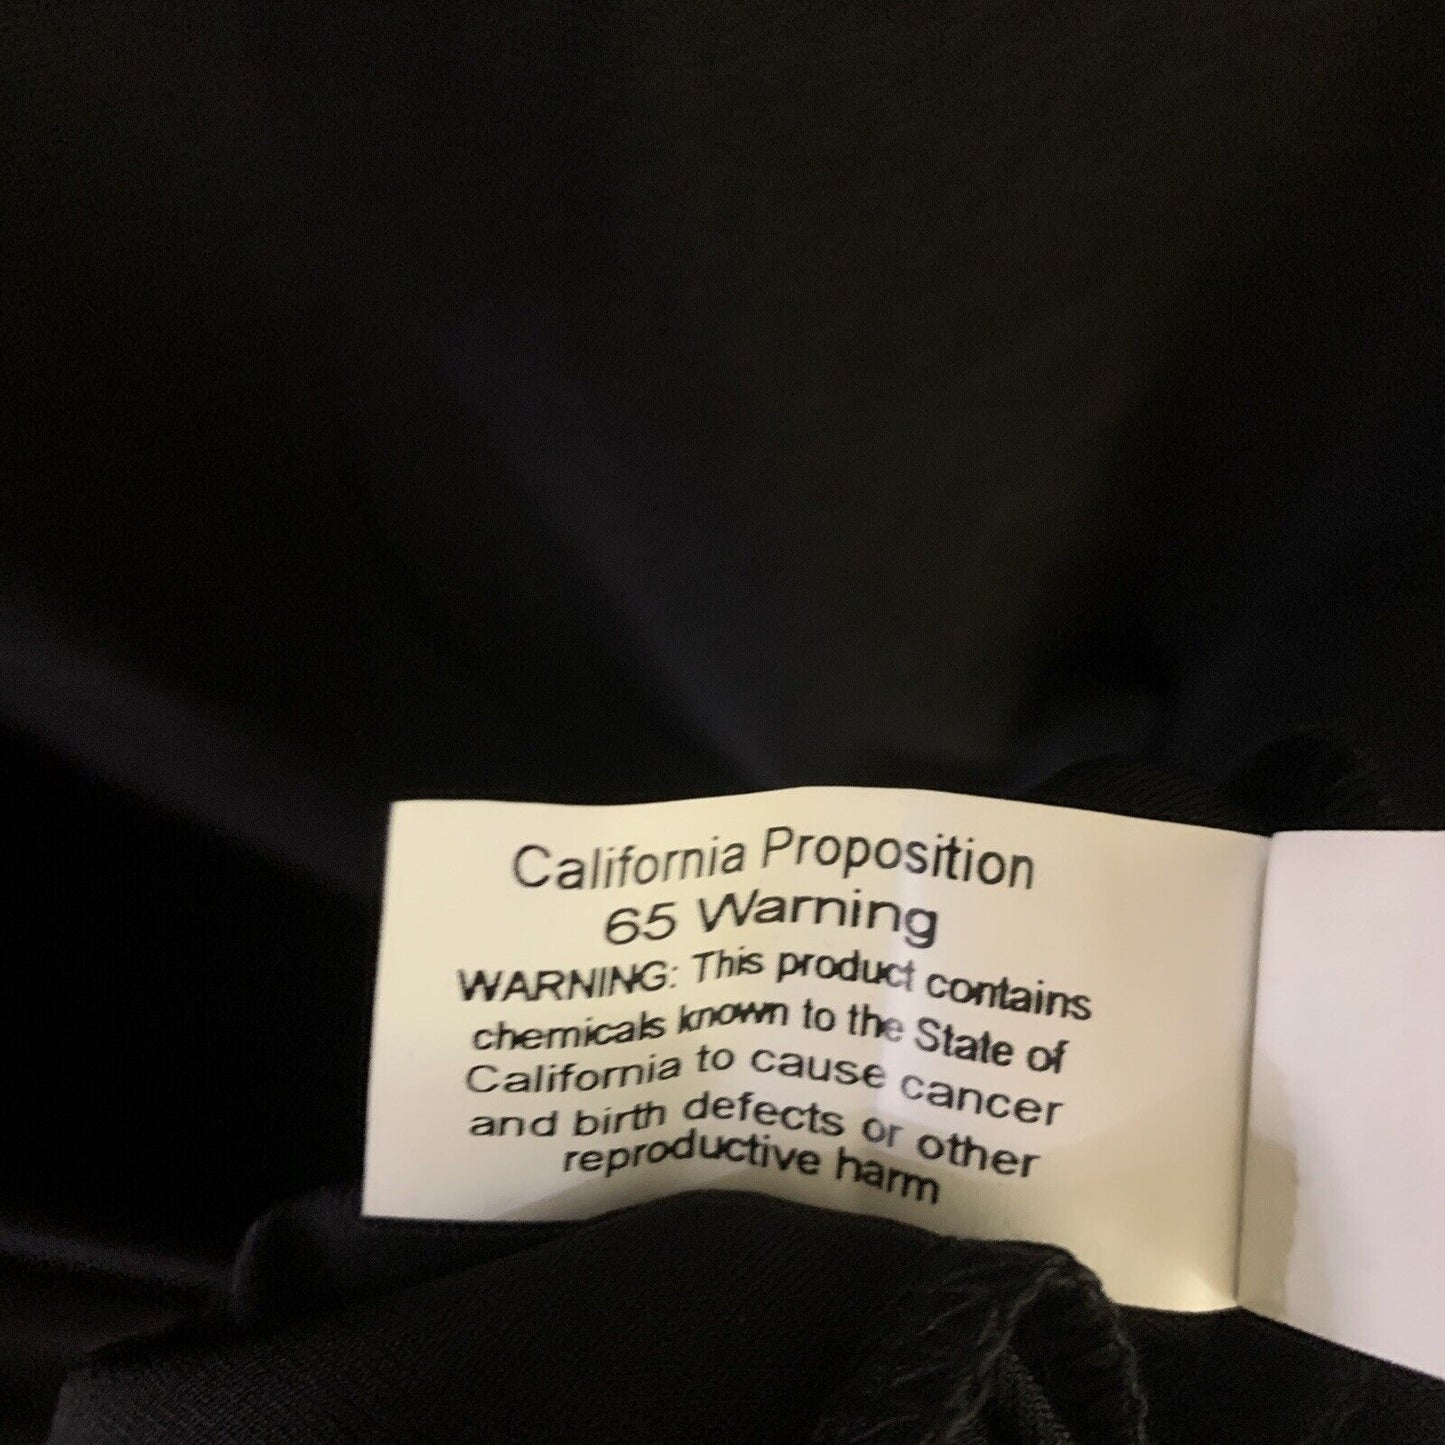 California Proposition
65 Warning
WARNING: This product contains
chemicals known to the State of
California to cause cancer
and birth defects or other
reproductive harm